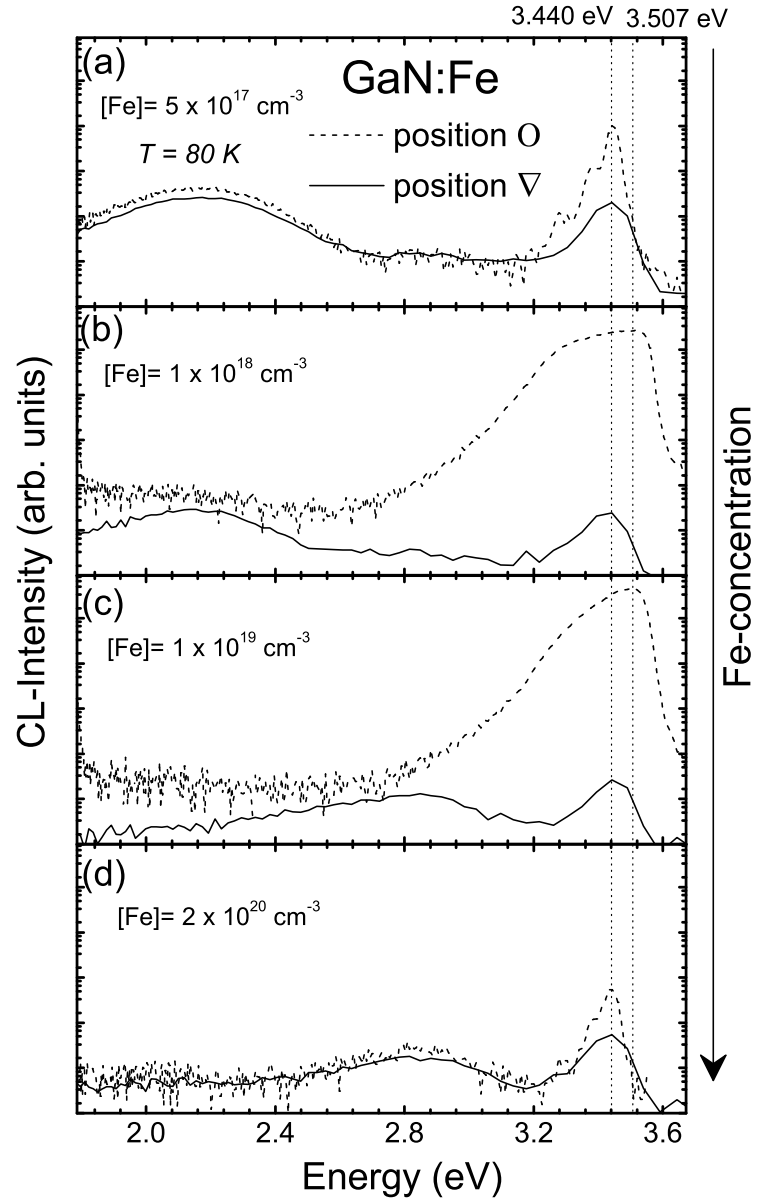 3.440 eV 3.507 eV
(a)
GaN:Fe
[Fe]= 5 x 10^17 cm^-3
position O
T = 80 K
position ∇
(b)
[Fe]= 1 x 10^18 cm^-3
(c)
[Fe]= 1 x 10^19 cm^-3
(d)
[Fe]= 2 x 10^20 cm^-3
CL-Intensity (arb. units)
Fe-concentration
2.0 2.4 2.8 3.2 3.6
Energy (eV)